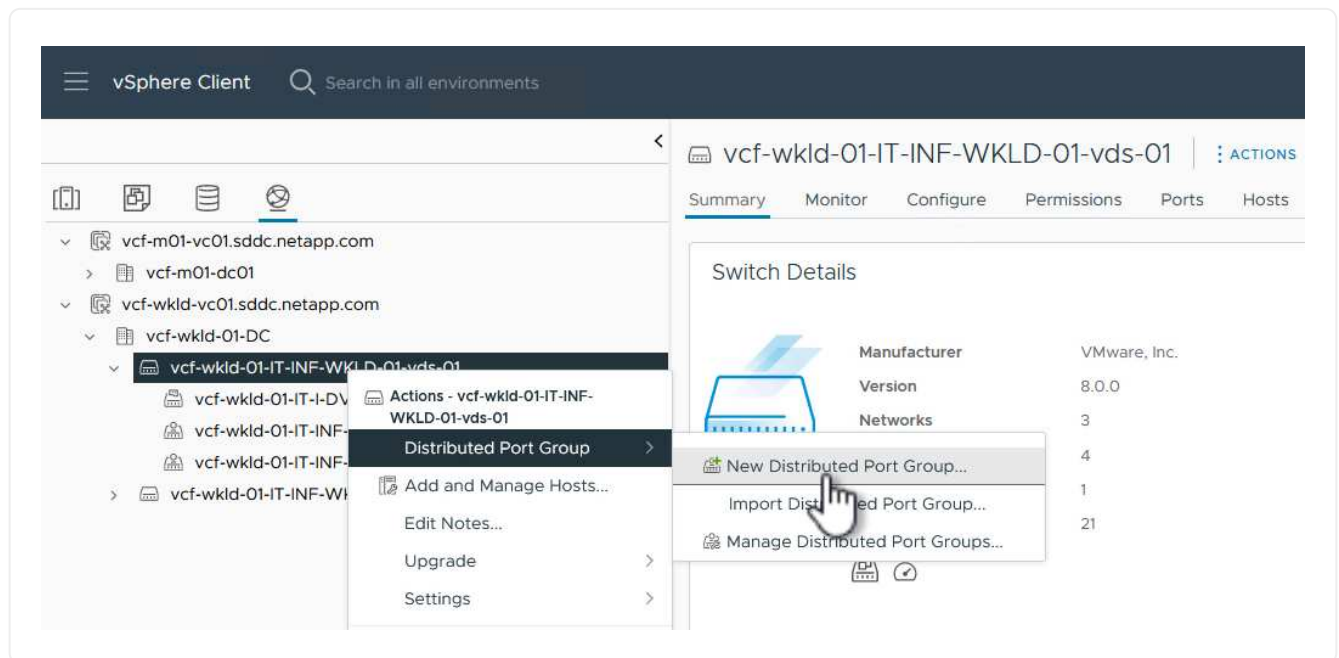 vSphere Client
Search in all environments
vcf-m01-vc01.sddc.netapp.com
vcf-m01-dc01
vcf-wkld-vc01.sddc.netapp.com
vcf-wkld-01-DC
vcf-wkld-01-IT-INF-WKLD-01-vds-01
vcf-wkld-01-IT-I-DV
vcf-wkld-01-IT-INF-
vcf-wkld-01-IT-INF-
vcf-wkld-01-IT-INF-WK
Actions - vcf-wkld-01-IT-INF-
WKLD-01-vds-01
Distributed Port Group
Add and Manage Hosts...
Edit Notes...
Upgrade
Settings
New Distributed Port Group...
Import Distributed Port Group...
Manage Distributed Port Groups...
vcf-wkld-01-IT-INF-WKLD-01-vds-01
ACTIONS
Summary Monitor Configure Permissions Ports Hosts
Switch Details
Manufacturer VMware, Inc.
Version 8.0.0
Networks 3
4
1
21